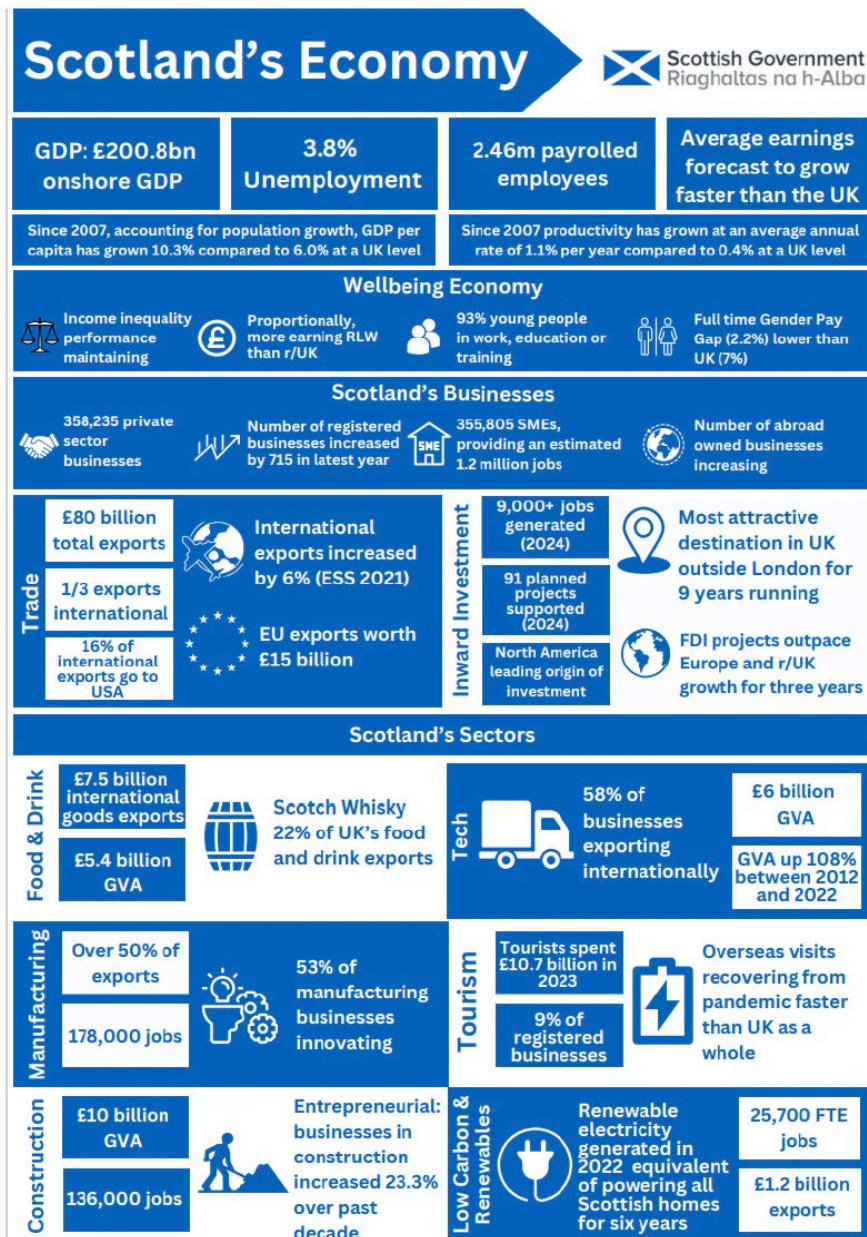 Scotland's Economy
Scottish Government
Riaghaltas na h-Alba
GDP: £200.8bn
onshore GDP
3.8%
Unemployment
2.46m payrolled
employees
Average earnings
forecast to grow
faster than the UK
Since 2007, accounting for population growth, GDP per
capita has grown 10.3% compared to 6.0% at a UK level
Since 2007 productivity has grown at an average annual
rate of 1.1% per year compared to 0.4% at a UK level
Wellbeing Economy
Income inequality
performance
maintaining
Proportionally,
more earning RLW
than r/UK
93% young people
in work, education or
training
Full time Gender Pay
Gap (2.2%) lower than
UK (7%)
Scotland's Businesses
358,235 private
sector
businesses
Number of registered
businesses increased
by 715 in latest year
SME
355,805 SMEs,
providing an estimated
1.2 million jobs
Number of abroad
owned businesses
increasing
Trade
£80 billion
total exports
1/3 exports
international
16% of
international
exports go to
USA
International
exports increased
by 6% (ESS 2021)
EU exports worth
£15 billion
Inward Investment
9,000+ jobs
generated
(2024)
91 planned
projects
supported
(2024)
North America
leading origin of
investment
Most attractive
destination in UK
outside London for
9 years running
FDI projects outpace
Europe and r/UK
growth for three years
Scotland's Sectors
Food & Drink
£7.5 billion
international
goods exports
£5.4 billion
GVA
Scotch Whisky
22% of UK's food
and drink exports
Tech
58% of
businesses
exporting
internationally
£6 billion
GVA
GVA up 108%
between 2012
and 2022
Manufacturing
Over 50% of
exports
178,000 jobs
53% of
manufacturing
businesses
innovating
Tourism
Tourists spent
£10.7 billion in
2023
9% of
registered
businesses
Overseas visits
recovering from
pandemic faster
than UK as a
whole
Construction
£10 billion
GVA
136,000 jobs
Entrepreneurial:
businesses in
construction
increased 23.3%
over past
decade
Low Carbon &
Renewables
Renewable
electricity
generated in
2022 equivalent
of powering all
Scottish homes
for six years
25,700 FTE
jobs
£1.2 billion
exports